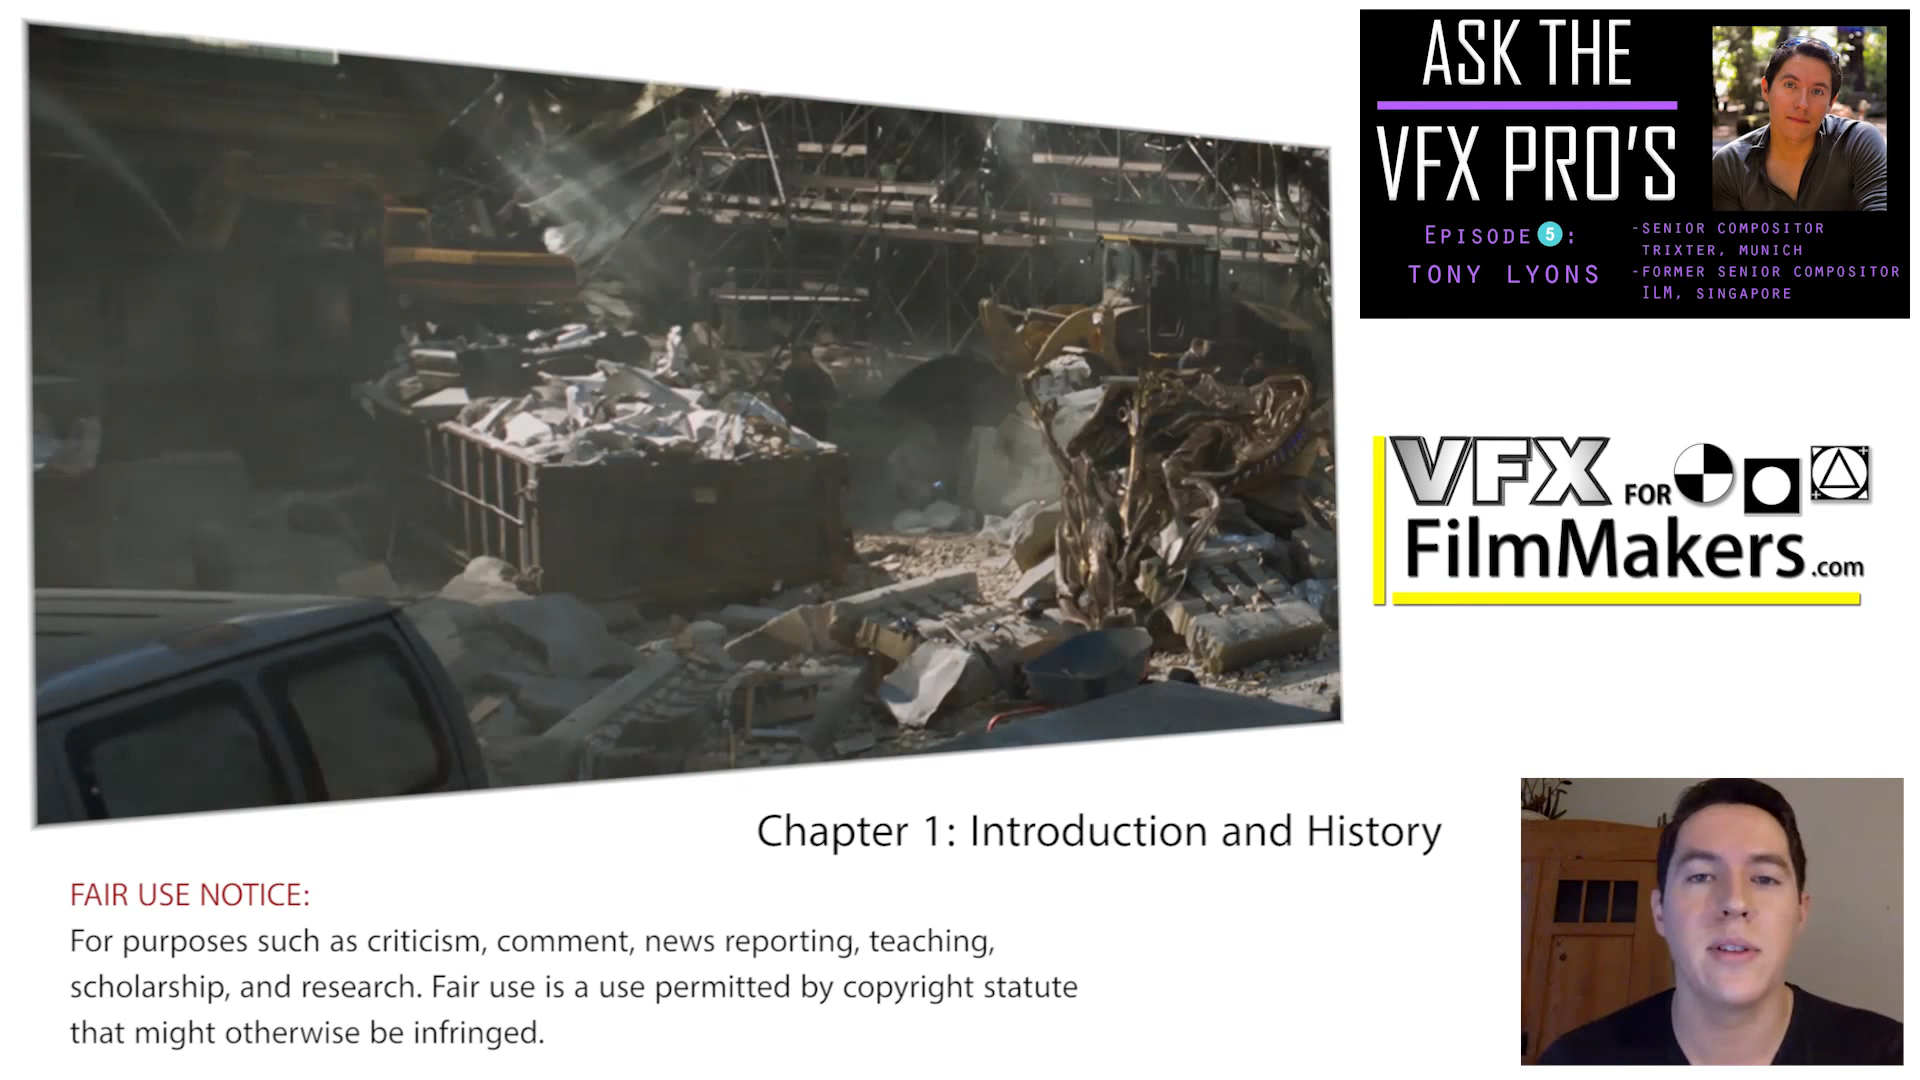 ASK THE
VFX PRO'S
EPISODE 5:
TONY LYONS
-SENIOR COMPOSITOR
TRIXTER, MUNICH
-FORMER SENIOR COMPOSITOR
ILM, SINGAPORE
VFX FOR
FilmMakers.com
Chapter 1: Introduction and History
FAIR USE NOTICE:
For purposes such as criticism, comment, news reporting, teaching,
scholarship, and research. Fair use is a use permitted by copyright statute
that might otherwise be infringed.